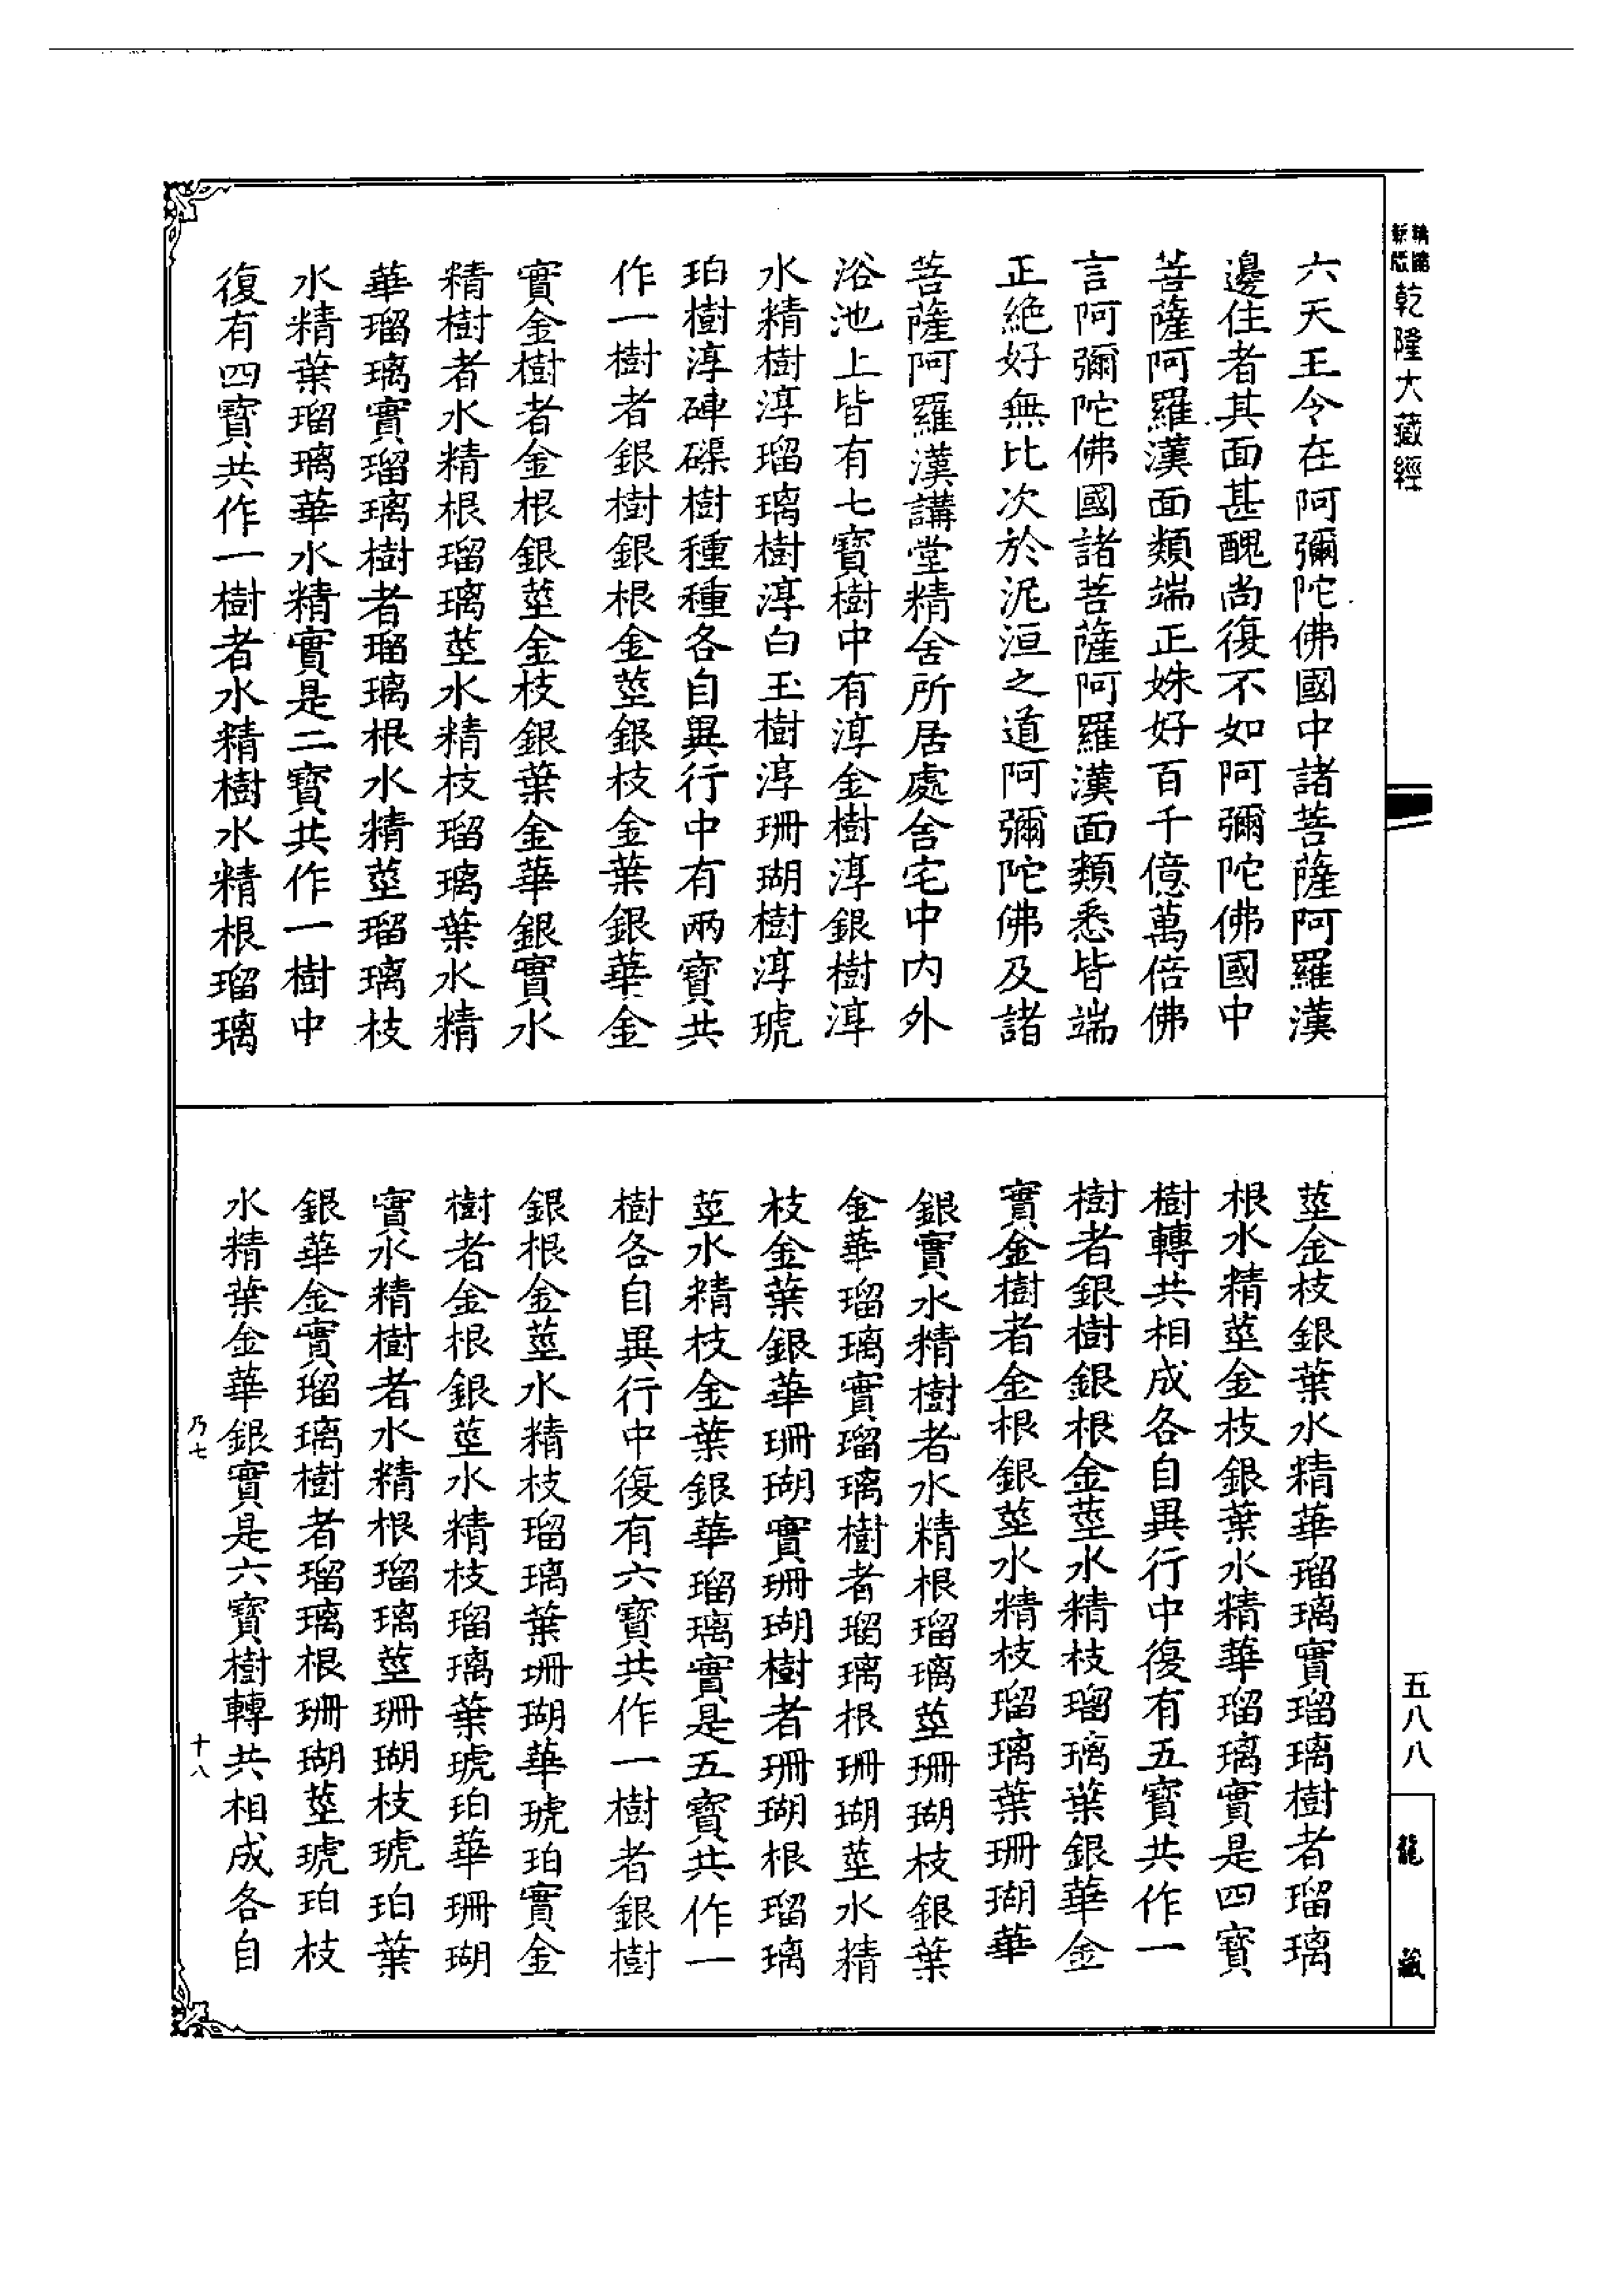 乾隆大藏經
六天王令在阿彌陀佛國中諸菩薩阿羅漢
邊住者其面甚醜尚復不如阿彌陀佛國中
菩薩阿羅漢面類端正姝好百千億萬倍佛
言阿彌陀佛國諸菩薩阿羅漢面類悉皆端
正絶好無比次於泥洹之道阿彌陀佛及諸
菩薩阿羅漢講堂精舍所居處舍宅中內外
浴池上皆有七寶樹中有淳金樹淳銀樹淳
水精樹淳瑠璃樹淳白玉樹淳珊瑚樹淳琥
珀樹淳硨磲樹種種各自異行中有兩寶共
作一樹者銀樹銀根金莖銀枝金葉銀華金
實金樹者金根銀莖金枝銀葉金華銀實水
精樹者水精根瑠璃莖水精枝瑠璃葉水精
華瑠璃實瑠璃樹者瑠璃根水精莖瑠璃枝
水精葉瑠璃華水精實是二寶共作一樹中
復有四寶共作一樹者水精樹水精根瑠璃
莖金枝銀葉水精華瑠璃實瑠璃樹者瑠璃
根水精莖金枝銀葉水精華瑠璃實是四寶
樹轉共相成各自異行中復有五寶共作一
樹者銀樹銀根金莖水精枝瑠璃葉銀華金
實金樹者金根銀莖水精枝瑠璃葉珊瑚華
銀實水精樹者水精根瑠璃莖珊瑚枝銀葉
金華瑠璃實瑠璃樹者瑠璃根珊瑚莖水精
枝金葉銀華珊瑚實珊瑚樹者珊瑚根瑠璃
莖水精枝金葉銀華瑠璃實是五寶共作一
樹各自異行中復有六寶共作一樹者銀樹
銀根金莖水精枝瑠璃葉珊瑚華琥珀實金
樹者金根銀莖水精枝瑠璃葉琥珀華珊瑚
實水精樹者水精根瑠璃莖珊瑚枝琥珀葉
銀華金實瑠璃樹者瑠璃根珊瑚莖琥珀枝
水精葉金華銀實是六寶樹轉共相成各自
乃七
十八
五八八
龍藏